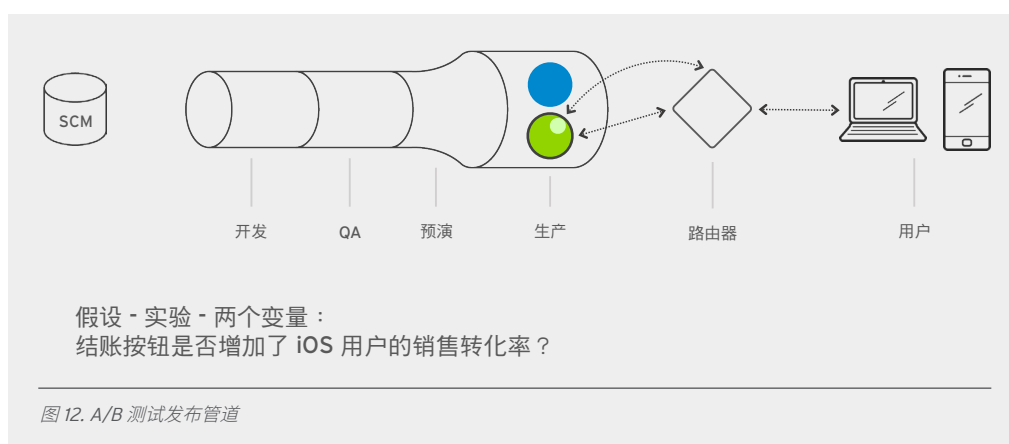 SCM
开发
QA
预演
生产
路由器
用户
假设 - 实验 - 两个变量：
结账按钮是否增加了 iOS 用户的销售转化率？
图 12. A/B 测试发布管道